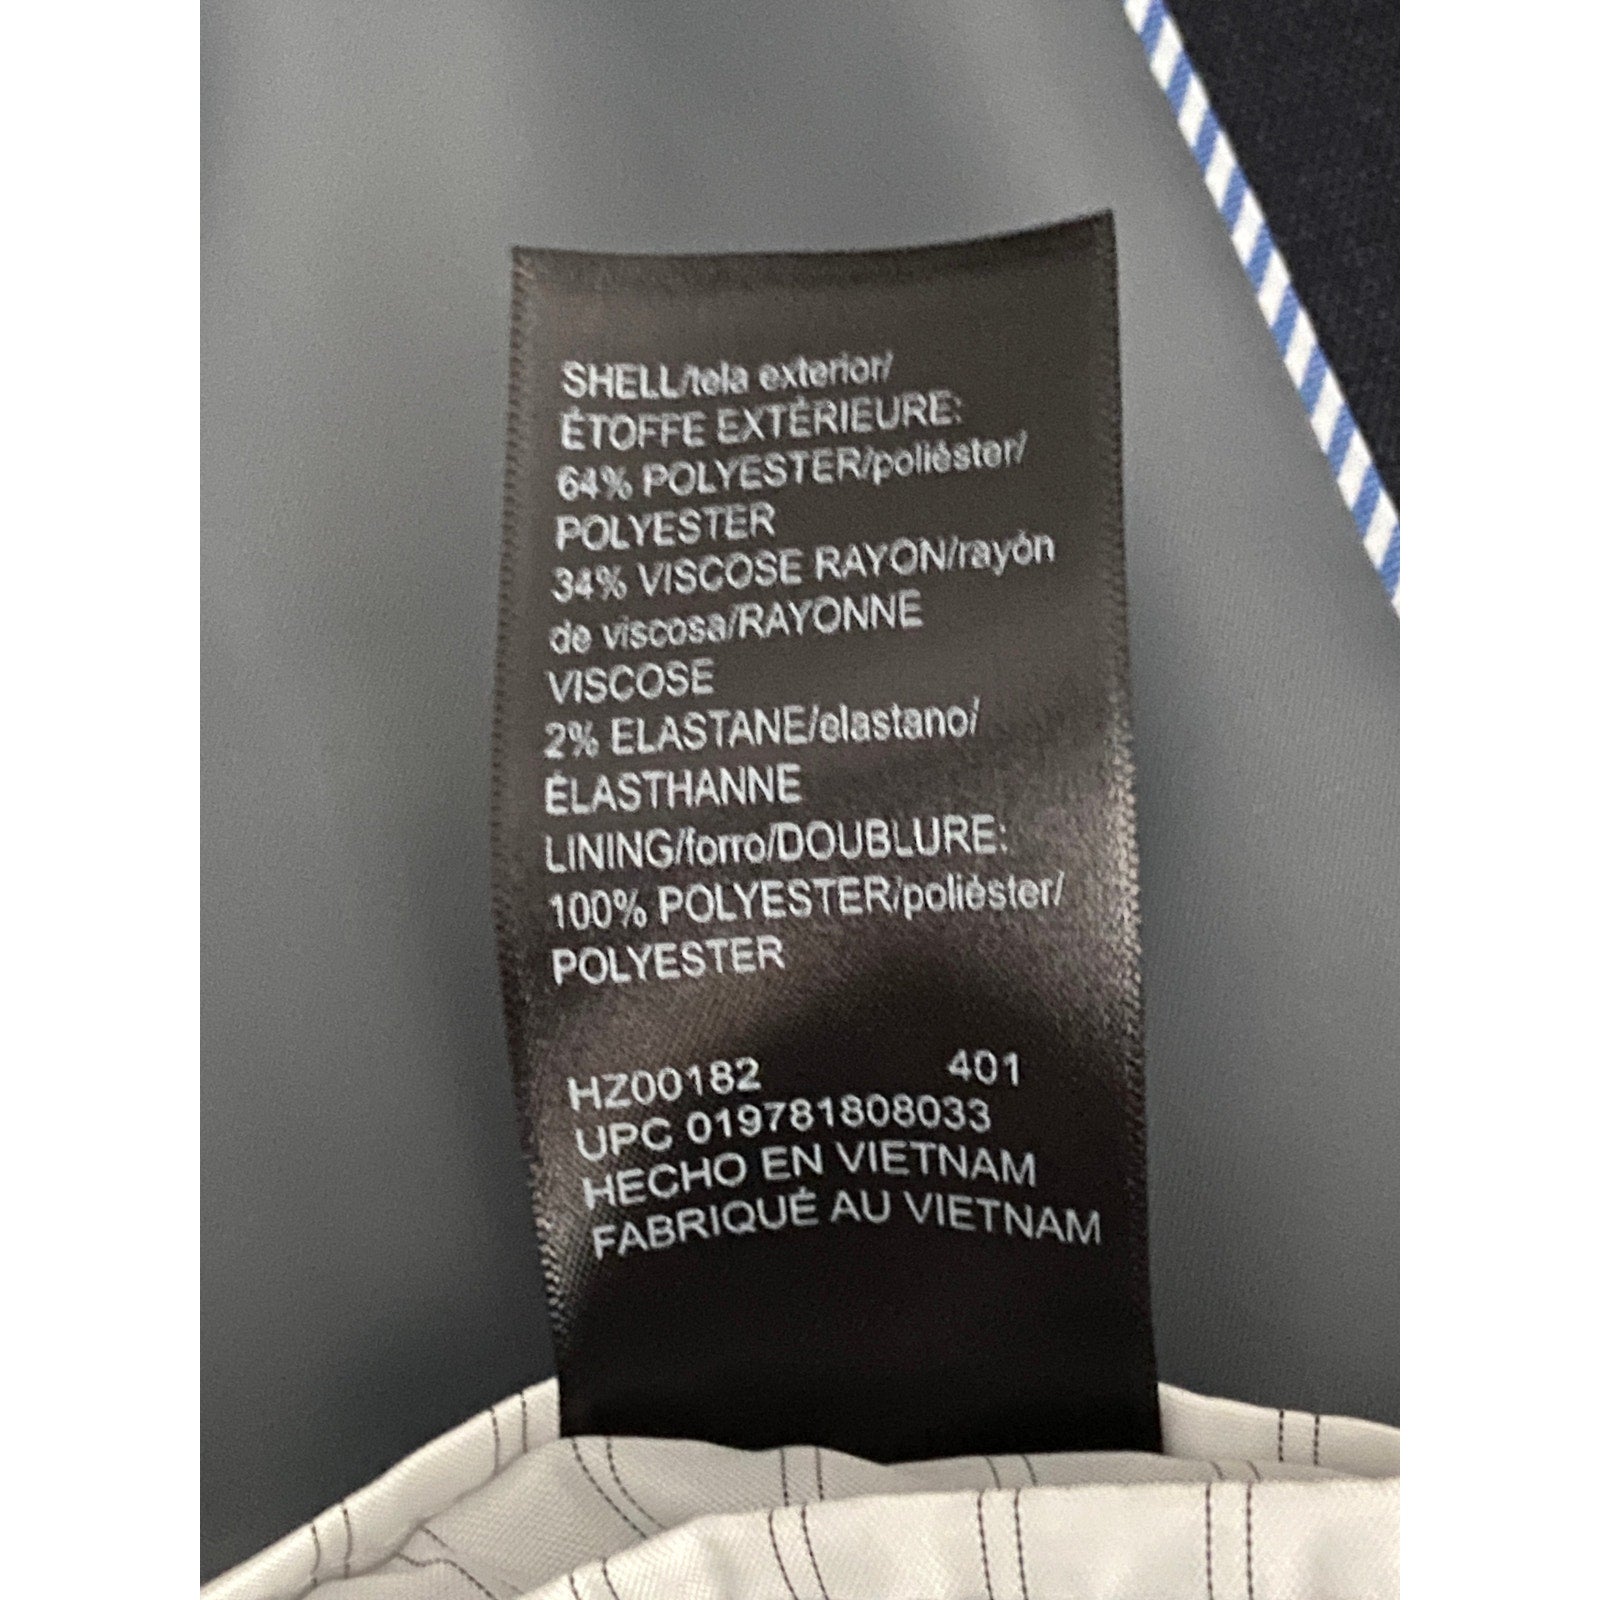 SHELL/tela exterior/
ÉTOFFE EXTÉRIEURE:
64% POLYESTER/poliéster/
POLYESTER
34% VISCOSE RAYON/rayón
de viscosa/RAYONNE
VISCOSE
2% ELASTANE/elastano/
ÉLASTHANNE
LINING/forro/DOUBLURE:
100% POLYESTER/poliéster/
POLYESTER
HZ00182 401
UPC 019781808033
HECHO EN VIETNAM
FABRIQUÉ AU VIETNAM